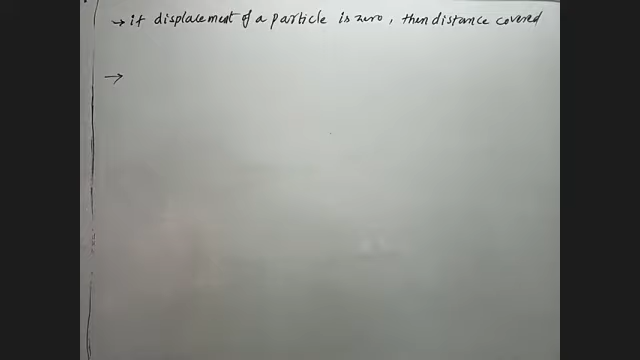 → if displacement of a particle is zero, then distance covered
→